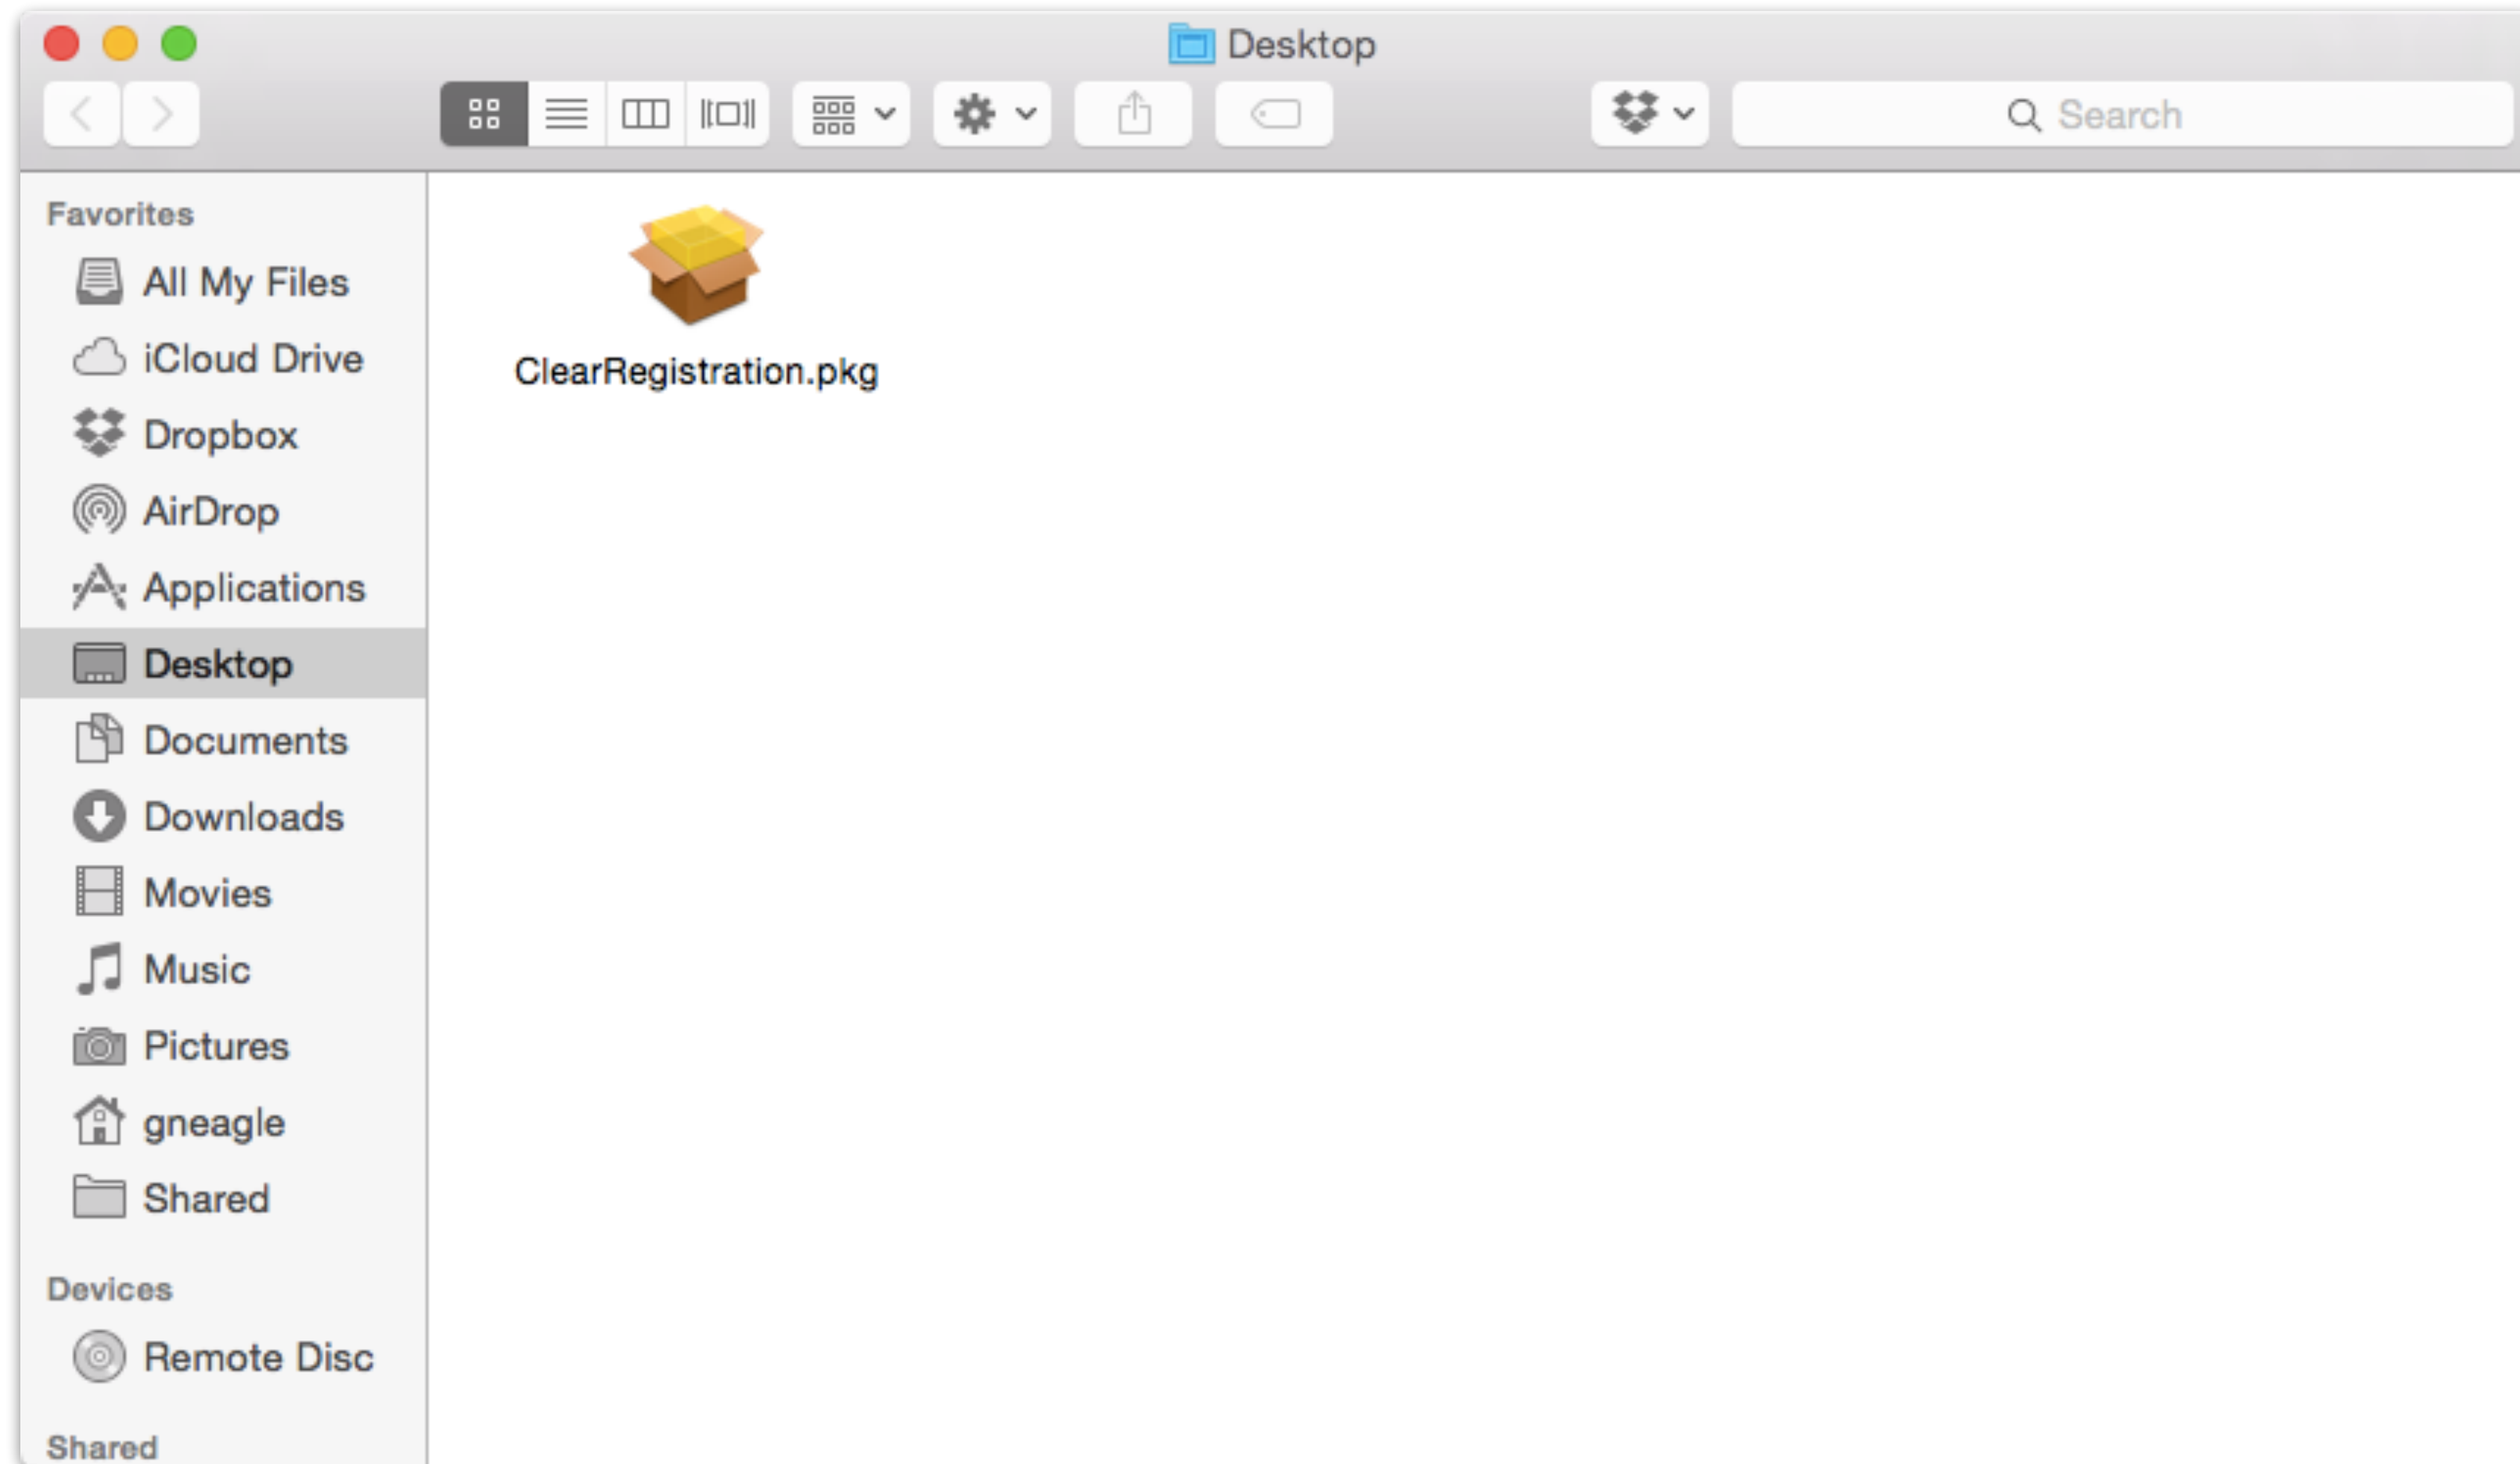 Desktop
Search
Favorites
All My Files
iCloud Drive
Dropbox
AirDrop
Applications
Desktop
Documents
Downloads
Movies
Music
Pictures
gneagle
Shared
Devices
Remote Disc
Shared
ClearRegistration.pkg